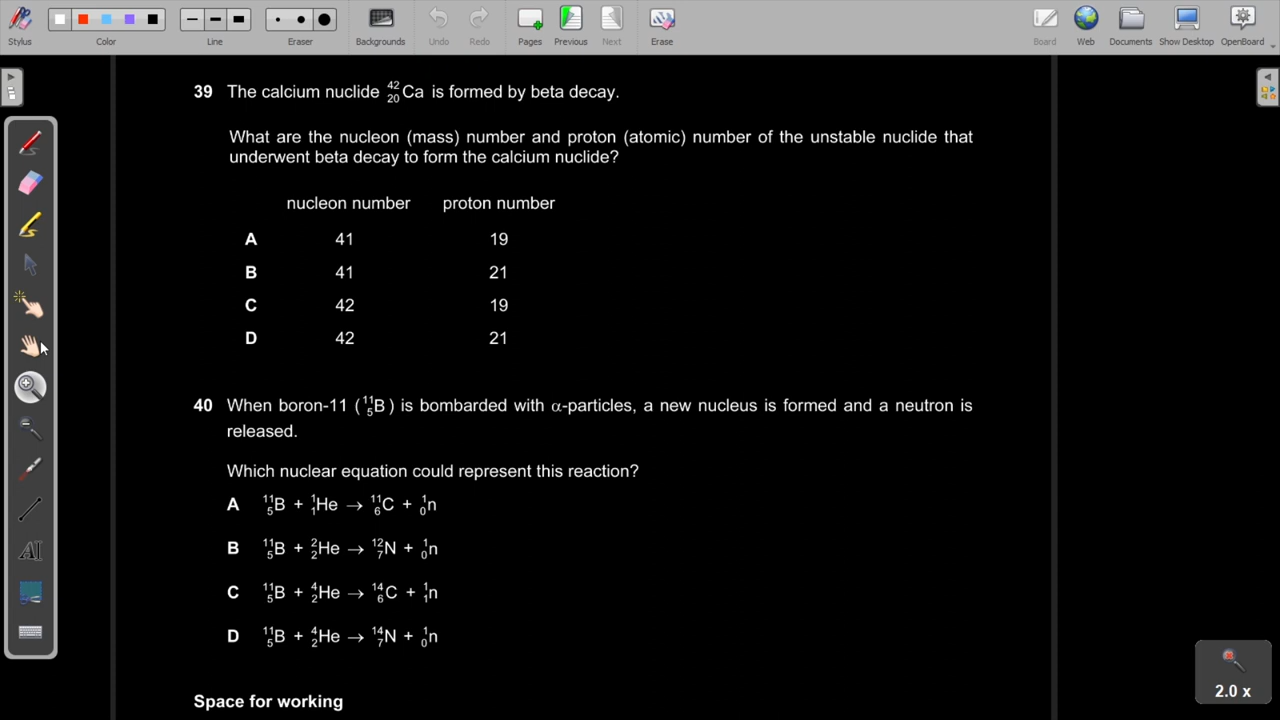 Stylus Color Line Eraser Backgrounds Undo Redo Pages Previous Next Erase Board Web Documents Show Desktop OpenBoard
39 The calcium nuclide ⁴²₂₀Ca is formed by beta decay.
What are the nucleon (mass) number and proton (atomic) number of the unstable nuclide that
underwent beta decay to form the calcium nuclide?
nucleon number proton number
A 41 19
B 41 21
C 42 19
D 42 21
40 When boron-11 (¹¹₅B) is bombarded with α-particles, a new nucleus is formed and a neutron is
released.
Which nuclear equation could represent this reaction?
A ¹¹₅B + ¹₁He → ¹¹₆C + ¹₀n
B ¹¹₅B + ²₂He → ¹²₇N + ¹₀n
C ¹¹₅B + ⁴₂He → ¹⁴₆C + ¹₁n
D ¹¹₅B + ⁴₂He → ¹⁴₇N + ¹₀n
Space for working
AI
2.0 x